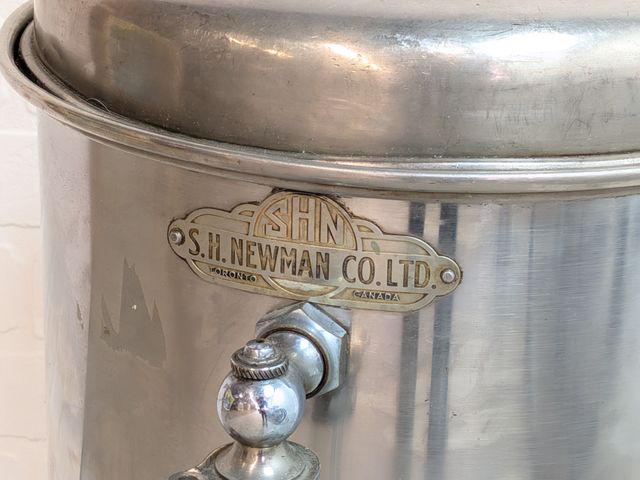 SHN
S.H. NEWMAN CO. LTD.
TORONTO
CANADA